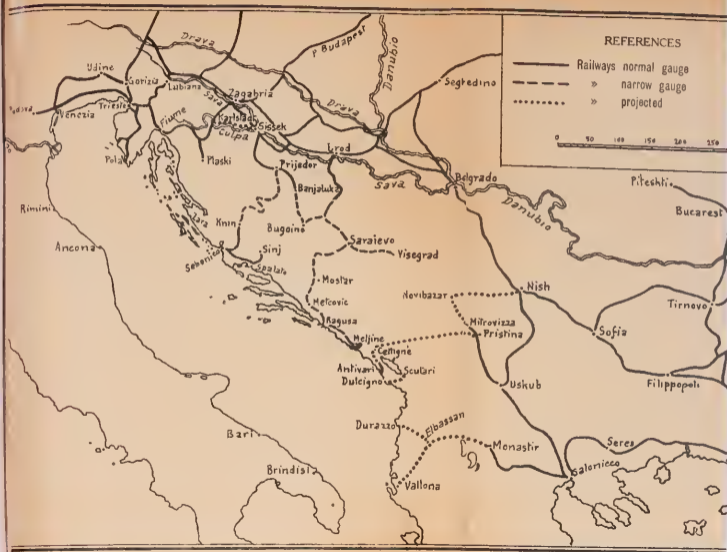 REFERENCES
Railways normal gauge
» narrow gauge
» projected
0 50 100 150 200 250
Drava
P. Budapest
Danubio
Udine
Gorizia
Lubiana
Sava
Zagabria
Drava
Segredino
Venezia
Trieste
Fiume
Karlstadt
Culpa
Sissek
Pola
Plaski
Brod
Prijedor
Banjaluka
Sava
Belgrado
Danubio
Piteshti
Bucarest
Rimini
Zara
Knin
Bugoino
Ancona
Sebenico
Sinj
Spalato
Saraievo
Visegrad
Mostar
Metcovic
Ragusa
Novibazar
Nish
Tirnovo
Mitrovizza
Pristina
Sofia
Meljine
Cettigne
Antivari
Scutari
Dulcigno
Uskub
Filippopoli
Bari
Durazzo
Elbassan
Monastir
Seres
Salonicco
Brindisi
Vallona